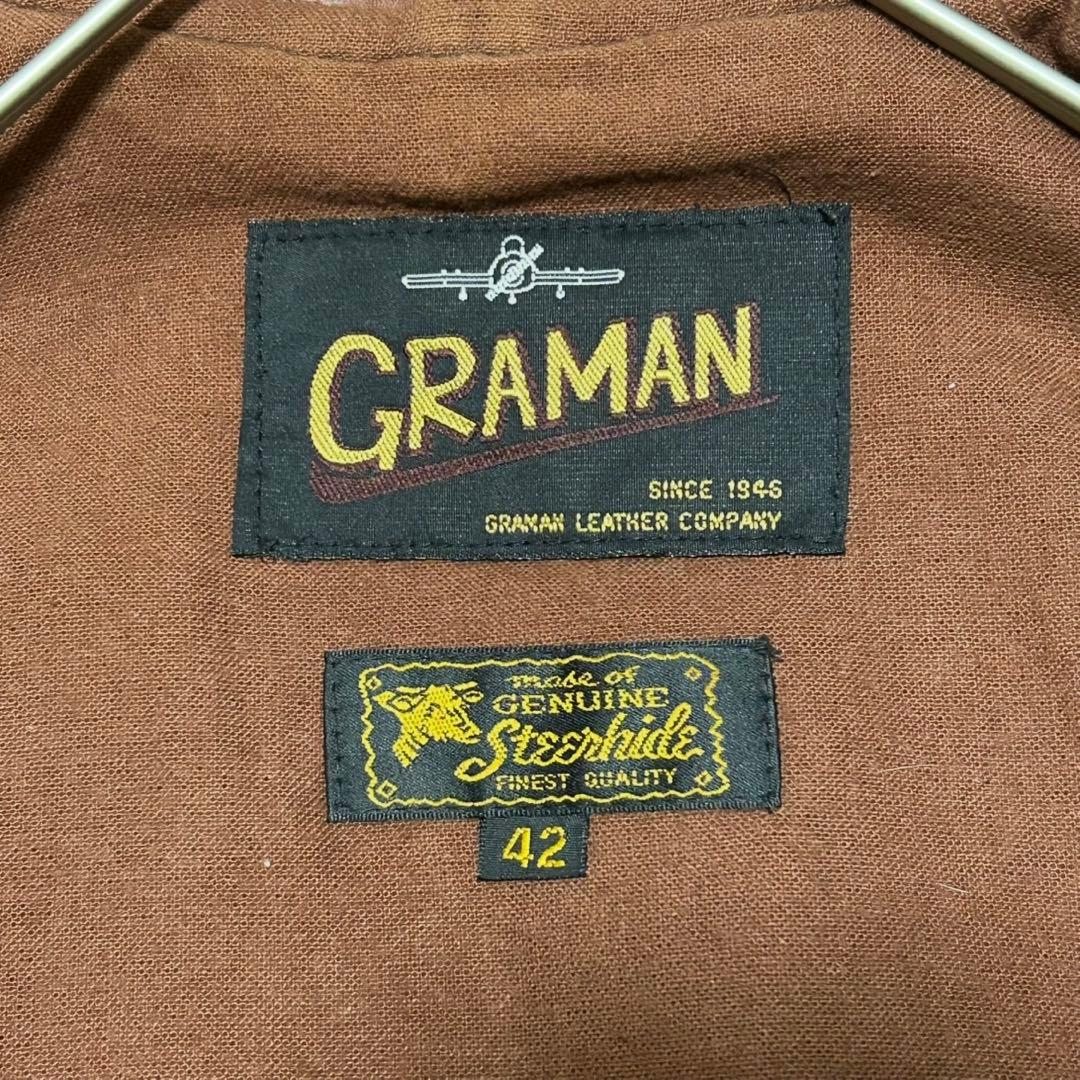 GRAMAN
SINCE 1946
GRAMAN LEATHER COMPANY
made of
GENUINE
Steerhide
FINEST QUALITY
42